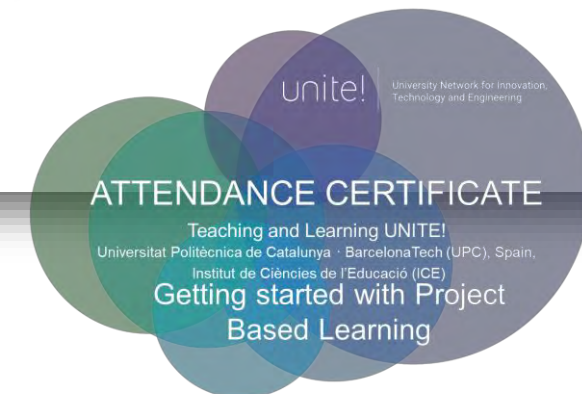 unite!
University Network for Innovation,
Technology and Engineering
ATTENDANCE CERTIFICATE
Teaching and Learning UNITE!
Universitat Politècnica de Catalunya · BarcelonaTech (UPC), Spain,
Institut de Ciències de l'Educació (ICE)
Getting started with Project
Based Learning